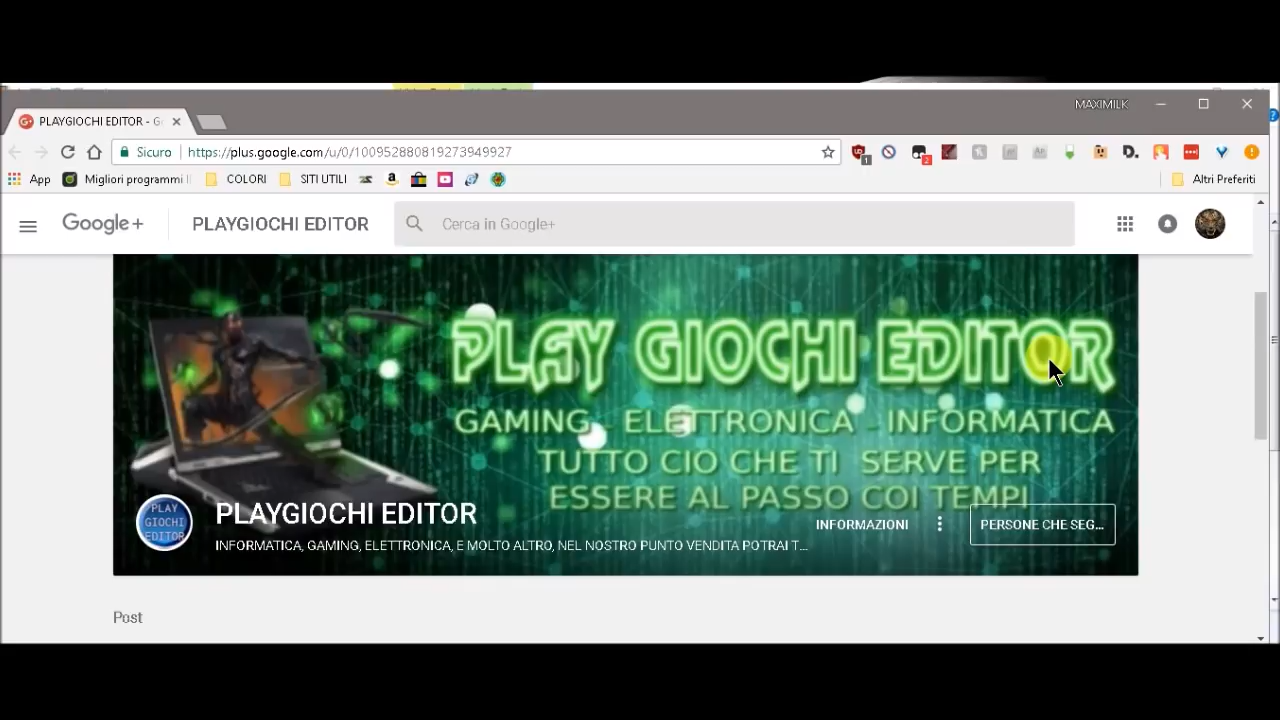 MAXIMILK
PLAYGIOCHI EDITOR - G
Sicuro https://plus.google.com/u/0/100952880819273949927
1 2 D.
App Migliori programmi COLORI SITI UTILI Altri Preferiti
Google+ PLAYGIOCHI EDITOR Cerca in Google+
PLAY GIOCHI EDITOR
GAMING - ELETTRONICA - INFORMATICA
TUTTO CIO CHE TI SERVE PER
ESSERE AL PASSO COI TEMPI
PLAY
GIOCHI
EDITOR
PLAYGIOCHI EDITOR
INFORMATICA, GAMING, ELETTRONICA, E MOLTO ALTRO, NEL NOSTRO PUNTO VENDITA POTRAI T...
INFORMAZIONI PERSONE CHE SEG...
Post